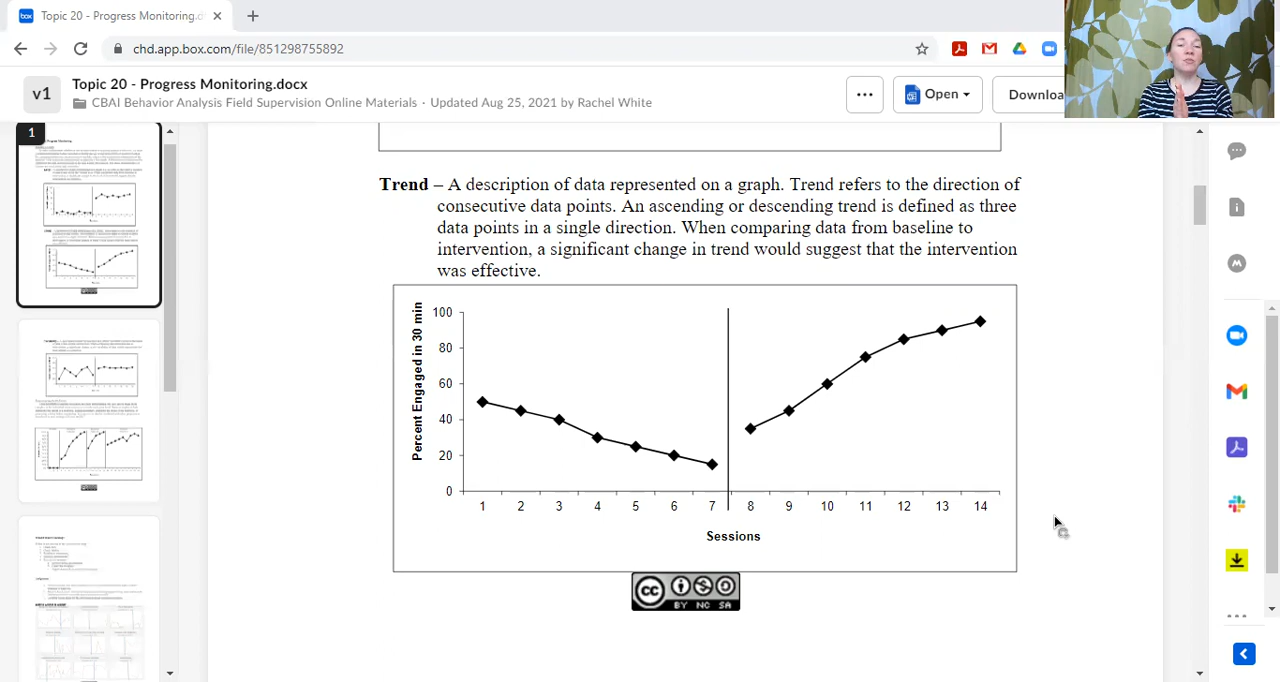 box Topic 20 - Progress Monitoring.d
chd.app.box.com/file/851298755892
v1
Topic 20 - Progress Monitoring.docx
CBAI Behavior Analysis Field Supervision Online Materials · Updated Aug 25, 2021 by Rachel White
Open
Downloa
1
Trend – A description of data represented on a graph. Trend refers to the direction of
consecutive data points. An ascending or descending trend is defined as three
data points in a single direction. When comparing data from baseline to
intervention, a significant change in trend would suggest that the intervention
was effective.
Percent Engaged in 30 min
100
80
60
40
20
0
1 2 3 4 5 6 7 8 9 10 11 12 13 14
Sessions
CC BY NC SA